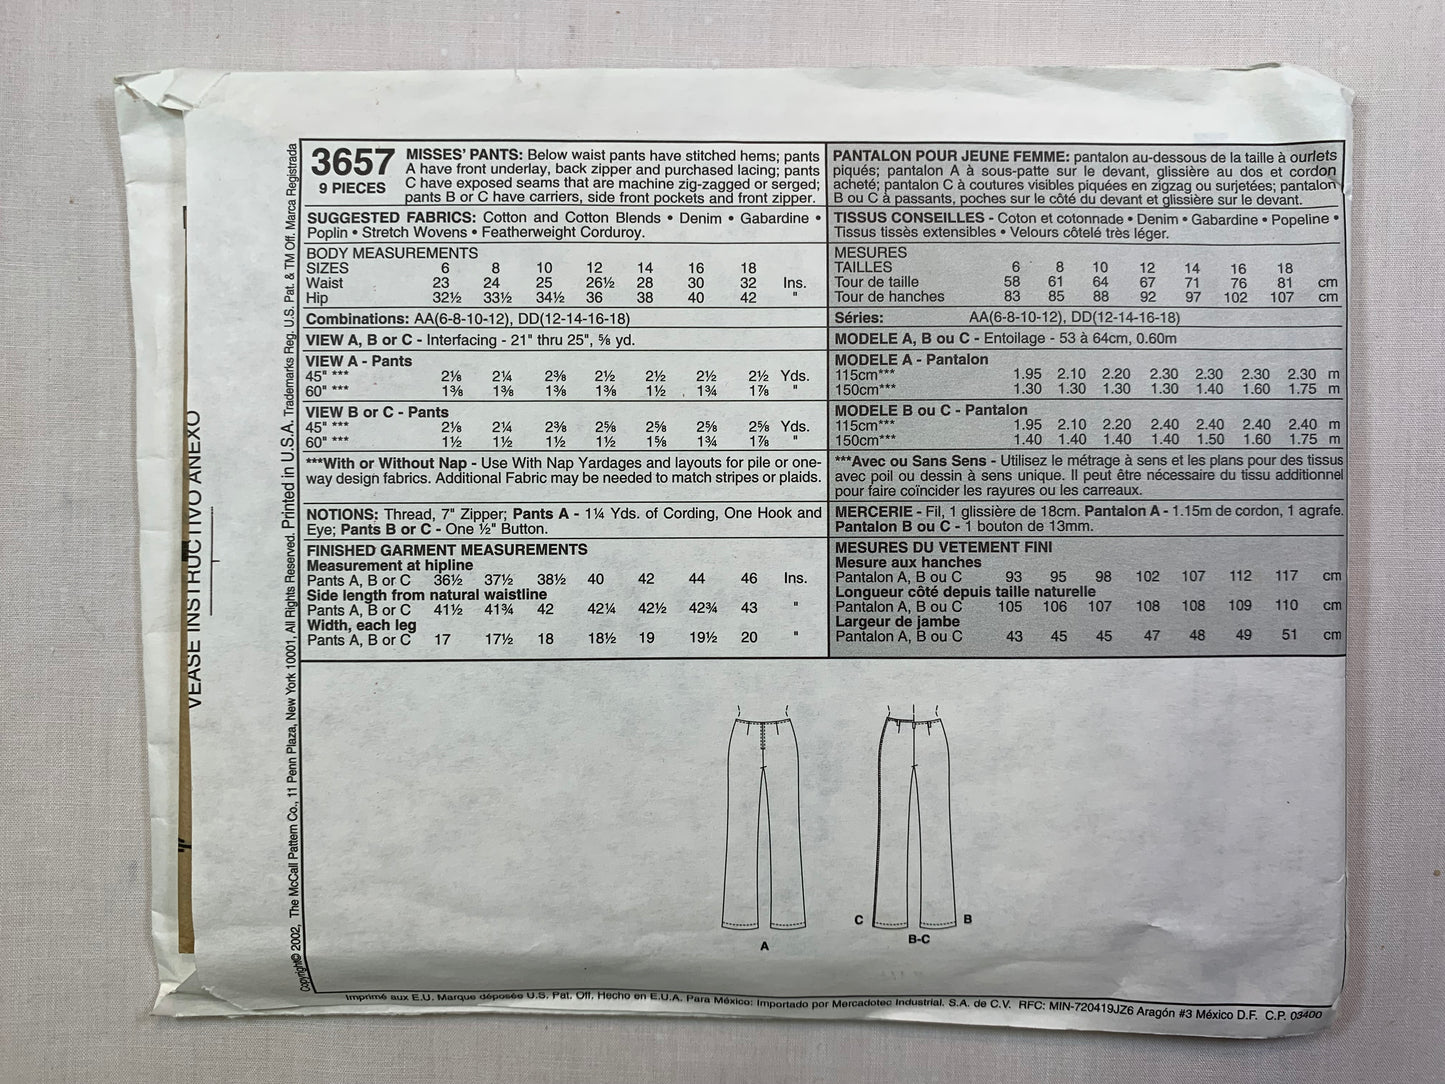 3657
9 PIECES
MISSES' PANTS: Below waist pants have stitched hems; pants
A have front underlay, back zipper and purchased lacing; pants
C have exposed seams that are machine zig-zagged or serged;
pants B or C have carriers, side front pockets and front zipper.
SUGGESTED FABRICS: Cotton and Cotton Blends • Denim • Gabardine •
Poplin • Stretch Wovens • Featherweight Corduroy.
BODY MEASUREMENTS
SIZES 6 8 10 12 14 16 18
Waist 23 24 25 26½ 28 30 32 Ins.
Hip 32½ 33½ 34½ 36 38 40 42 "
Combinations: AA(6-8-10-12), DD(12-14-16-18)
VIEW A, B or C - Interfacing - 21" thru 25", ⅝ yd.
VIEW A - Pants
45" *** 2⅛ 2¼ 2⅜ 2½ 2½ 2½ 2½ Yds.
60" *** 1⅜ 1⅜ 1⅜ 1⅜ 1½ 1¾ 1⅞ "
VIEW B or C - Pants
45" *** 2⅛ 2¼ 2⅜ 2⅝ 2⅝ 2⅝ 2⅝ Yds.
60" *** 1½ 1½ 1½ 1½ 1⅝ 1¾ 1⅞ "
***With or Without Nap - Use With Nap Yardages and layouts for pile or one-
way design fabrics. Additional Fabric may be needed to match stripes or plaids.
NOTIONS: Thread, 7" Zipper; Pants A - 1¼ Yds. of Cording, One Hook and
Eye; Pants B or C - One ½" Button.
FINISHED GARMENT MEASUREMENTS
Measurement at hipline
Pants A, B or C 36½ 37½ 38½ 40 42 44 46 Ins.
Side length from natural waistline
Pants A, B or C 41½ 41¾ 42 42¼ 42½ 42¾ 43 "
Width, each leg
Pants A, B or C 17 17½ 18 18½ 19 19½ 20 "
PANTALON POUR JEUNE FEMME: pantalon au-dessous de la taille à ourlets
piqués; pantalon A à sous-patte sur le devant, glissière au dos et cordon
acheté; pantalon C à coutures visibles piquées en zigzag ou surjetées; pantalon
B ou C à passants, poches sur le côté du devant et glissière sur le devant.
TISSUS CONSEILLES - Coton et cotonnade • Denim • Gabardine • Popeline •
Tissus tissès extensibles • Velours côtelé très léger.
MESURES
TAILLES 6 8 10 12 14 16 18
Tour de taille 58 61 64 67 71 76 81 cm
Tour de hanches 83 85 88 92 97 102 107 cm
Séries: AA(6-8-10-12), DD(12-14-16-18)
MODELE A, B ou C - Entoilage - 53 à 64cm, 0.60m
MODELE A - Pantalon
115cm*** 1.95 2.10 2.20 2.30 2.30 2.30 2.30 m
150cm*** 1.30 1.30 1.30 1.30 1.40 1.60 1.75 m
MODELE B ou C - Pantalon
115cm*** 1.95 2.10 2.20 2.40 2.40 2.40 2.40 m
150cm*** 1.40 1.40 1.40 1.40 1.50 1.60 1.75 m
***Avec ou Sans Sens - Utilisez le métrage à sens et les plans pour des tissus
avec poil ou dessin à sens unique. Il peut être nécessaire du tissu additionnel
pour faire coïncider les rayures ou les carreaux.
MERCERIE - Fil, 1 glissière de 18cm. Pantalon A - 1.15m de cordon, 1 agrafe.
Pantalon B ou C - 1 bouton de 13mm.
MESURES DU VETEMENT FINI
Mesure aux hanches
Pantalon A, B ou C 93 95 98 102 107 112 117 cm
Longueur côté depuis taille naturelle
Pantalon A, B ou C 105 106 107 108 108 109 110 cm
Largeur de jambe
Pantalon A, B ou C 43 45 45 47 48 49 51 cm
C B
A B-C
Copyright© 2002, The McCall Pattern Co., 11 Penn Plaza, New York 10001, All Rights Reserved. Printed in U.S.A. Trademarks Reg. U.S. Pat. & TM Off. Marca Registrada
VEASE INSTRUCTIVO ANEXO
Imprimé aux E.U. Marque déposée U.S. Pat. Off. Hecho en E.U.A. Para México: Importado por Mercadotec Industrial. S.A. de C.V. RFC: MIN-720419JZ6 Aragón #3 México D.F. C.P. 03400